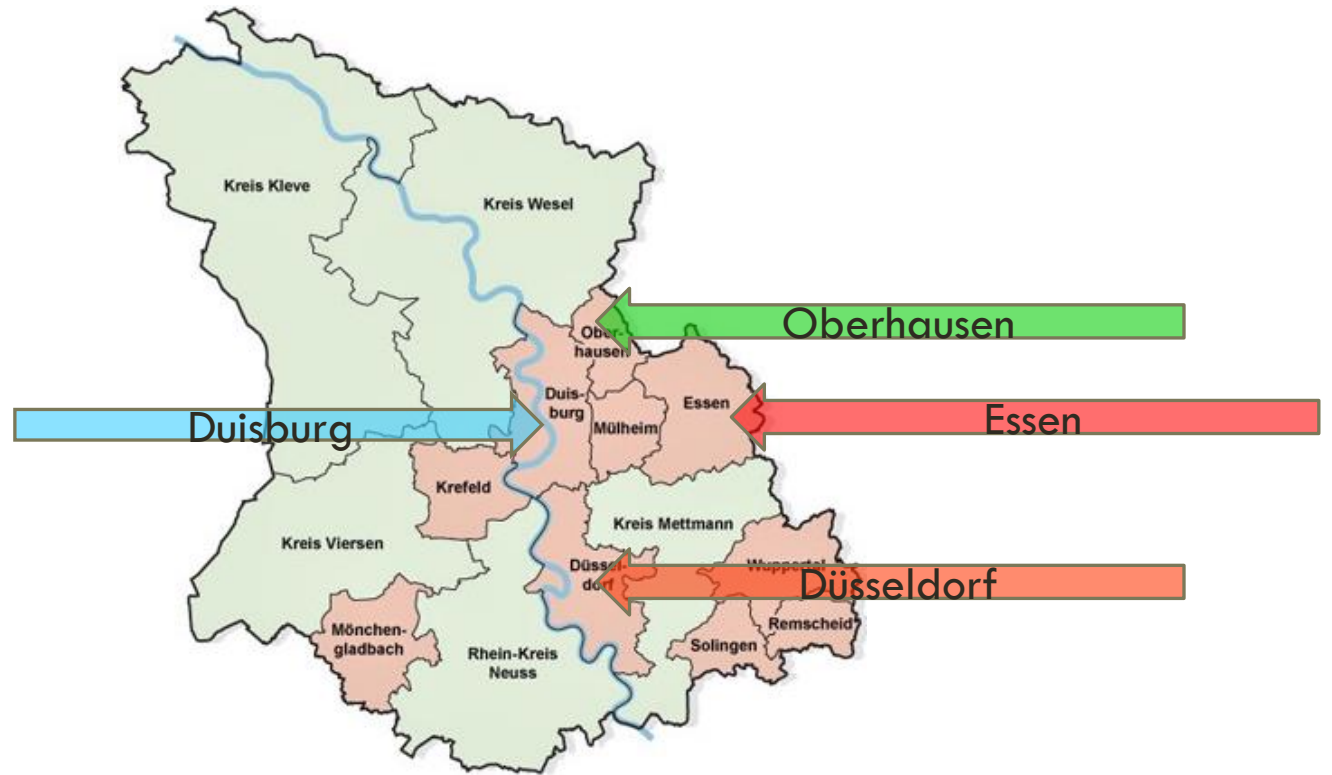 Kreis Kleve
Kreis Wesel
Oberhausen
Ober-
hausen
Duis-
burg
Essen
Mülheim
Duisburg
Essen
Krefeld
Kreis Mettmann
Kreis Viersen
Düssel-
dorf
Wuppertal
Düsseldorf
Mönchen-
gladbach
Remscheid
Solingen
Rhein-Kreis
Neuss